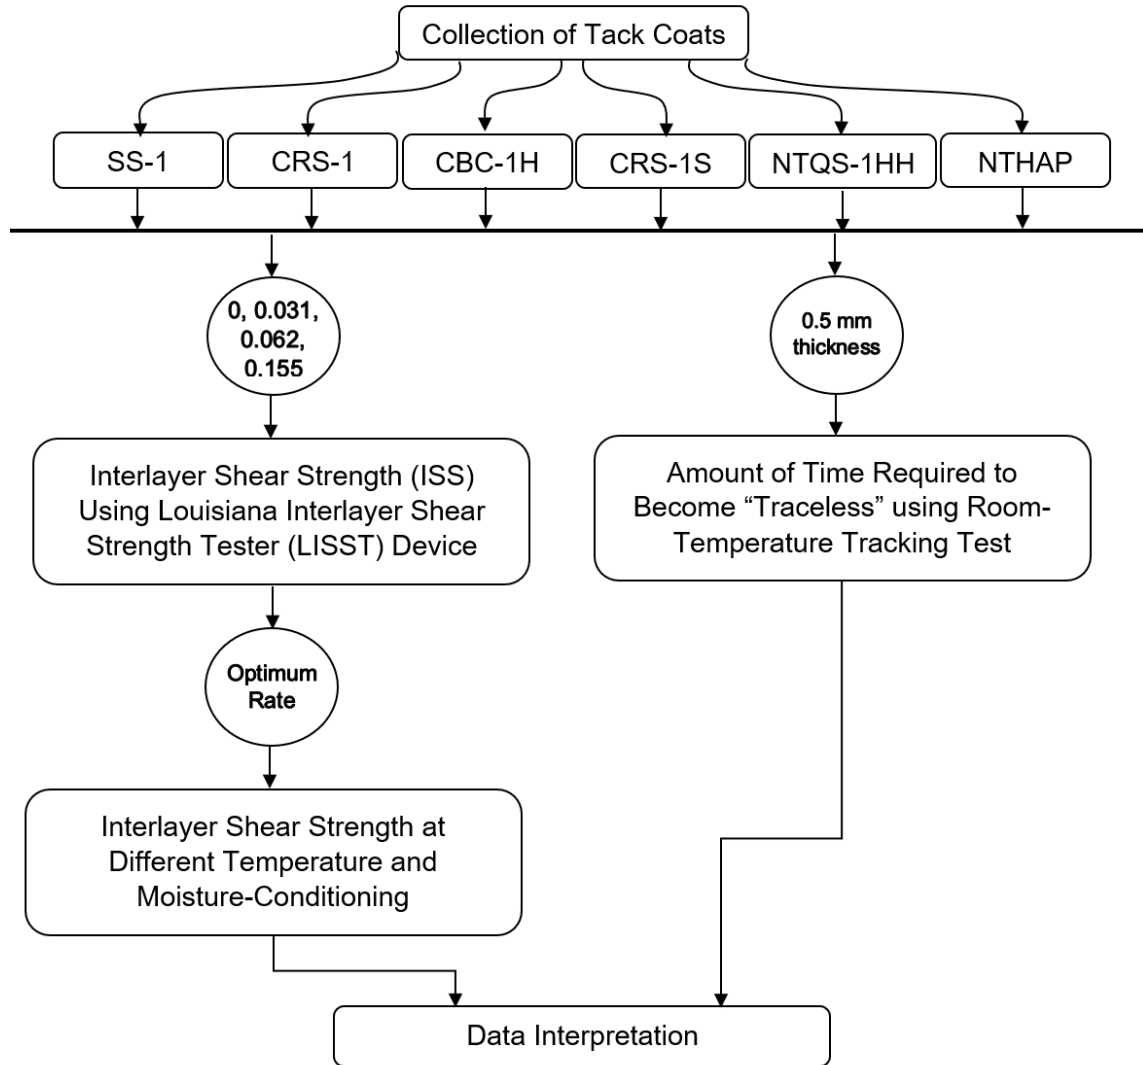 Collection of Tack Coats
SS-1
CRS-1
CBC-1H
CRS-1S
NTQS-1HH
NTHAP
0, 0.031,
0.062,
0.155
0.5 mm
thickness
Interlayer Shear Strength (ISS)
Using Louisiana Interlayer Shear
Strength Tester (LISST) Device
Amount of Time Required to
Become “Traceless” using Room-
Temperature Tracking Test
Optimum
Rate
Interlayer Shear Strength at
Different Temperature and
Moisture-Conditioning
Data Interpretation